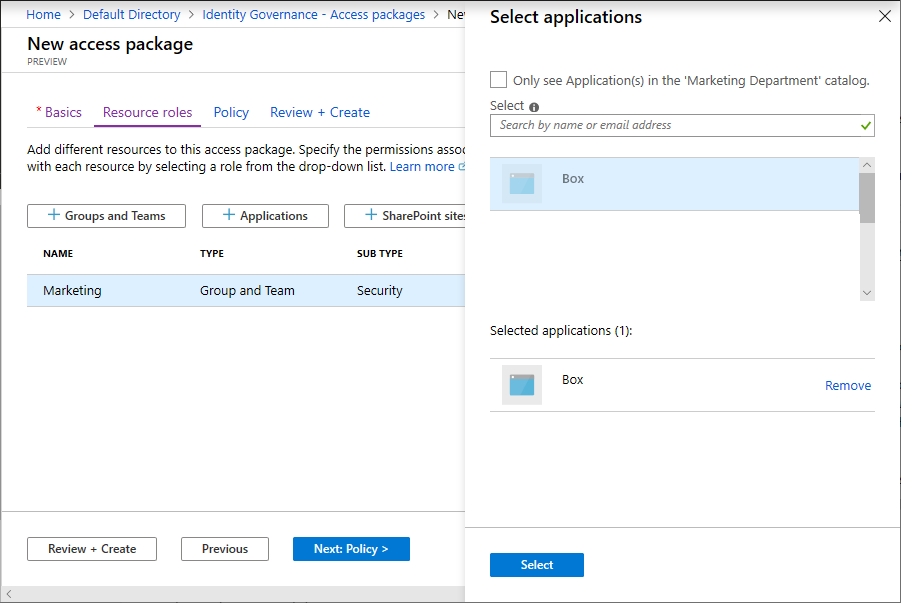 Home > Default Directory > Identity Governance - Access packages > New
New access package
PREVIEW
* Basics Resource roles Policy Review + Create
Add different resources to this access package. Specify the permissions assoc
with each resource by selecting a role from the drop-down list. Learn more
+ Groups and Teams + Applications + SharePoint sites
NAME TYPE SUB TYPE
Marketing Group and Team Security
Review + Create Previous Next: Policy >
Select applications
Only see Application(s) in the 'Marketing Department' catalog.
Select
Search by name or email address
Box
Selected applications (1):
Box
Remove
Select